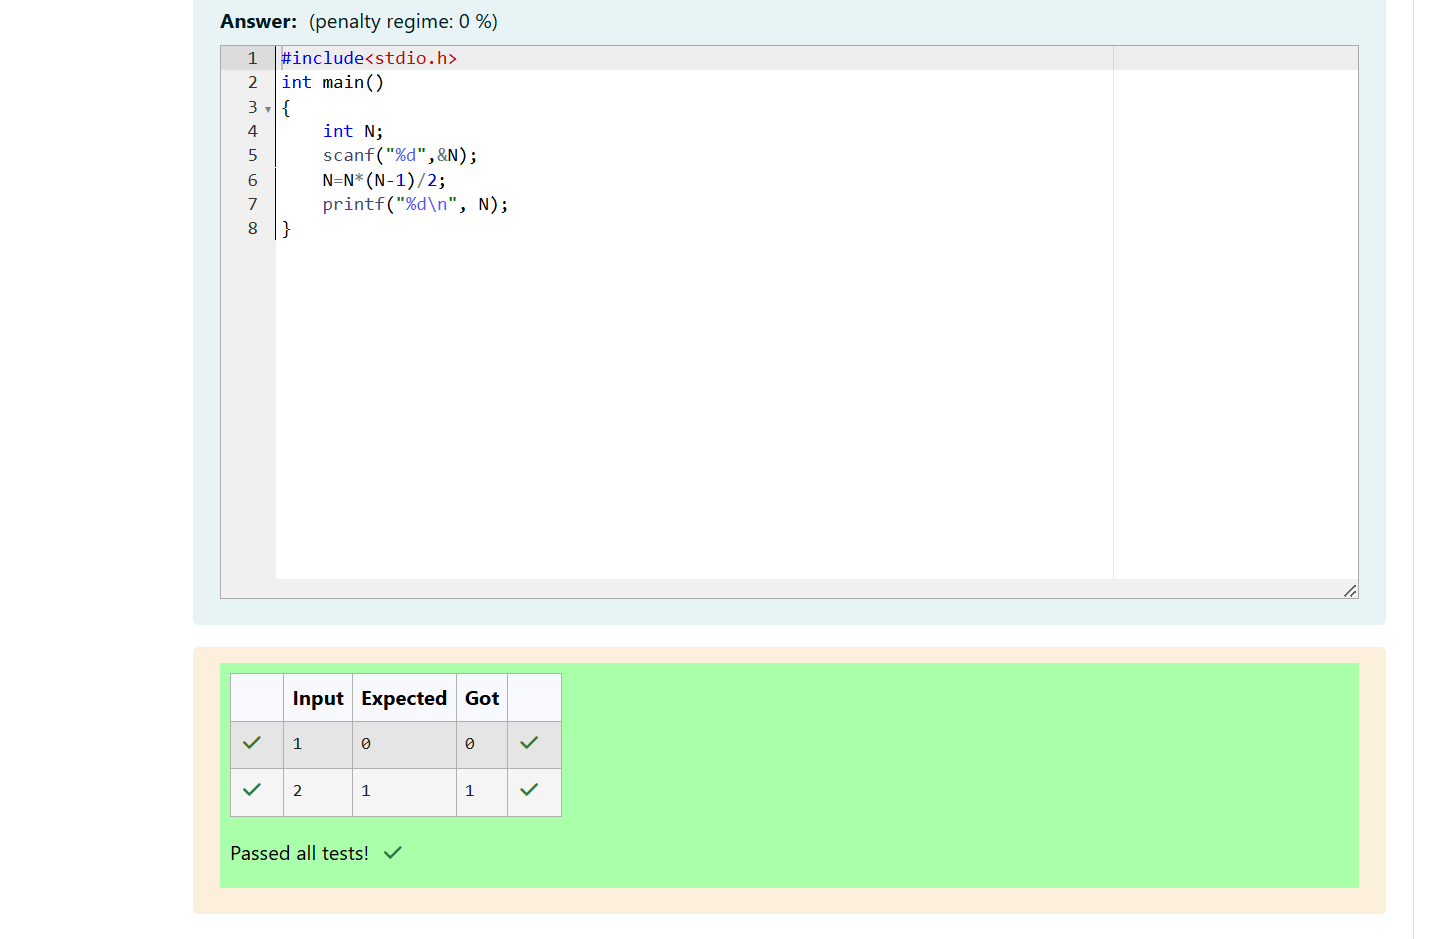 Answer: (penalty regime: 0 %)
1 #include<stdio.h>
2 int main()
3 {
4     int N;
5     scanf("%d",&N);
6     N=N*(N-1)/2;
7     printf("%d\n", N);
8 }
Input Expected Got
1 0 0
2 1 1
Passed all tests!